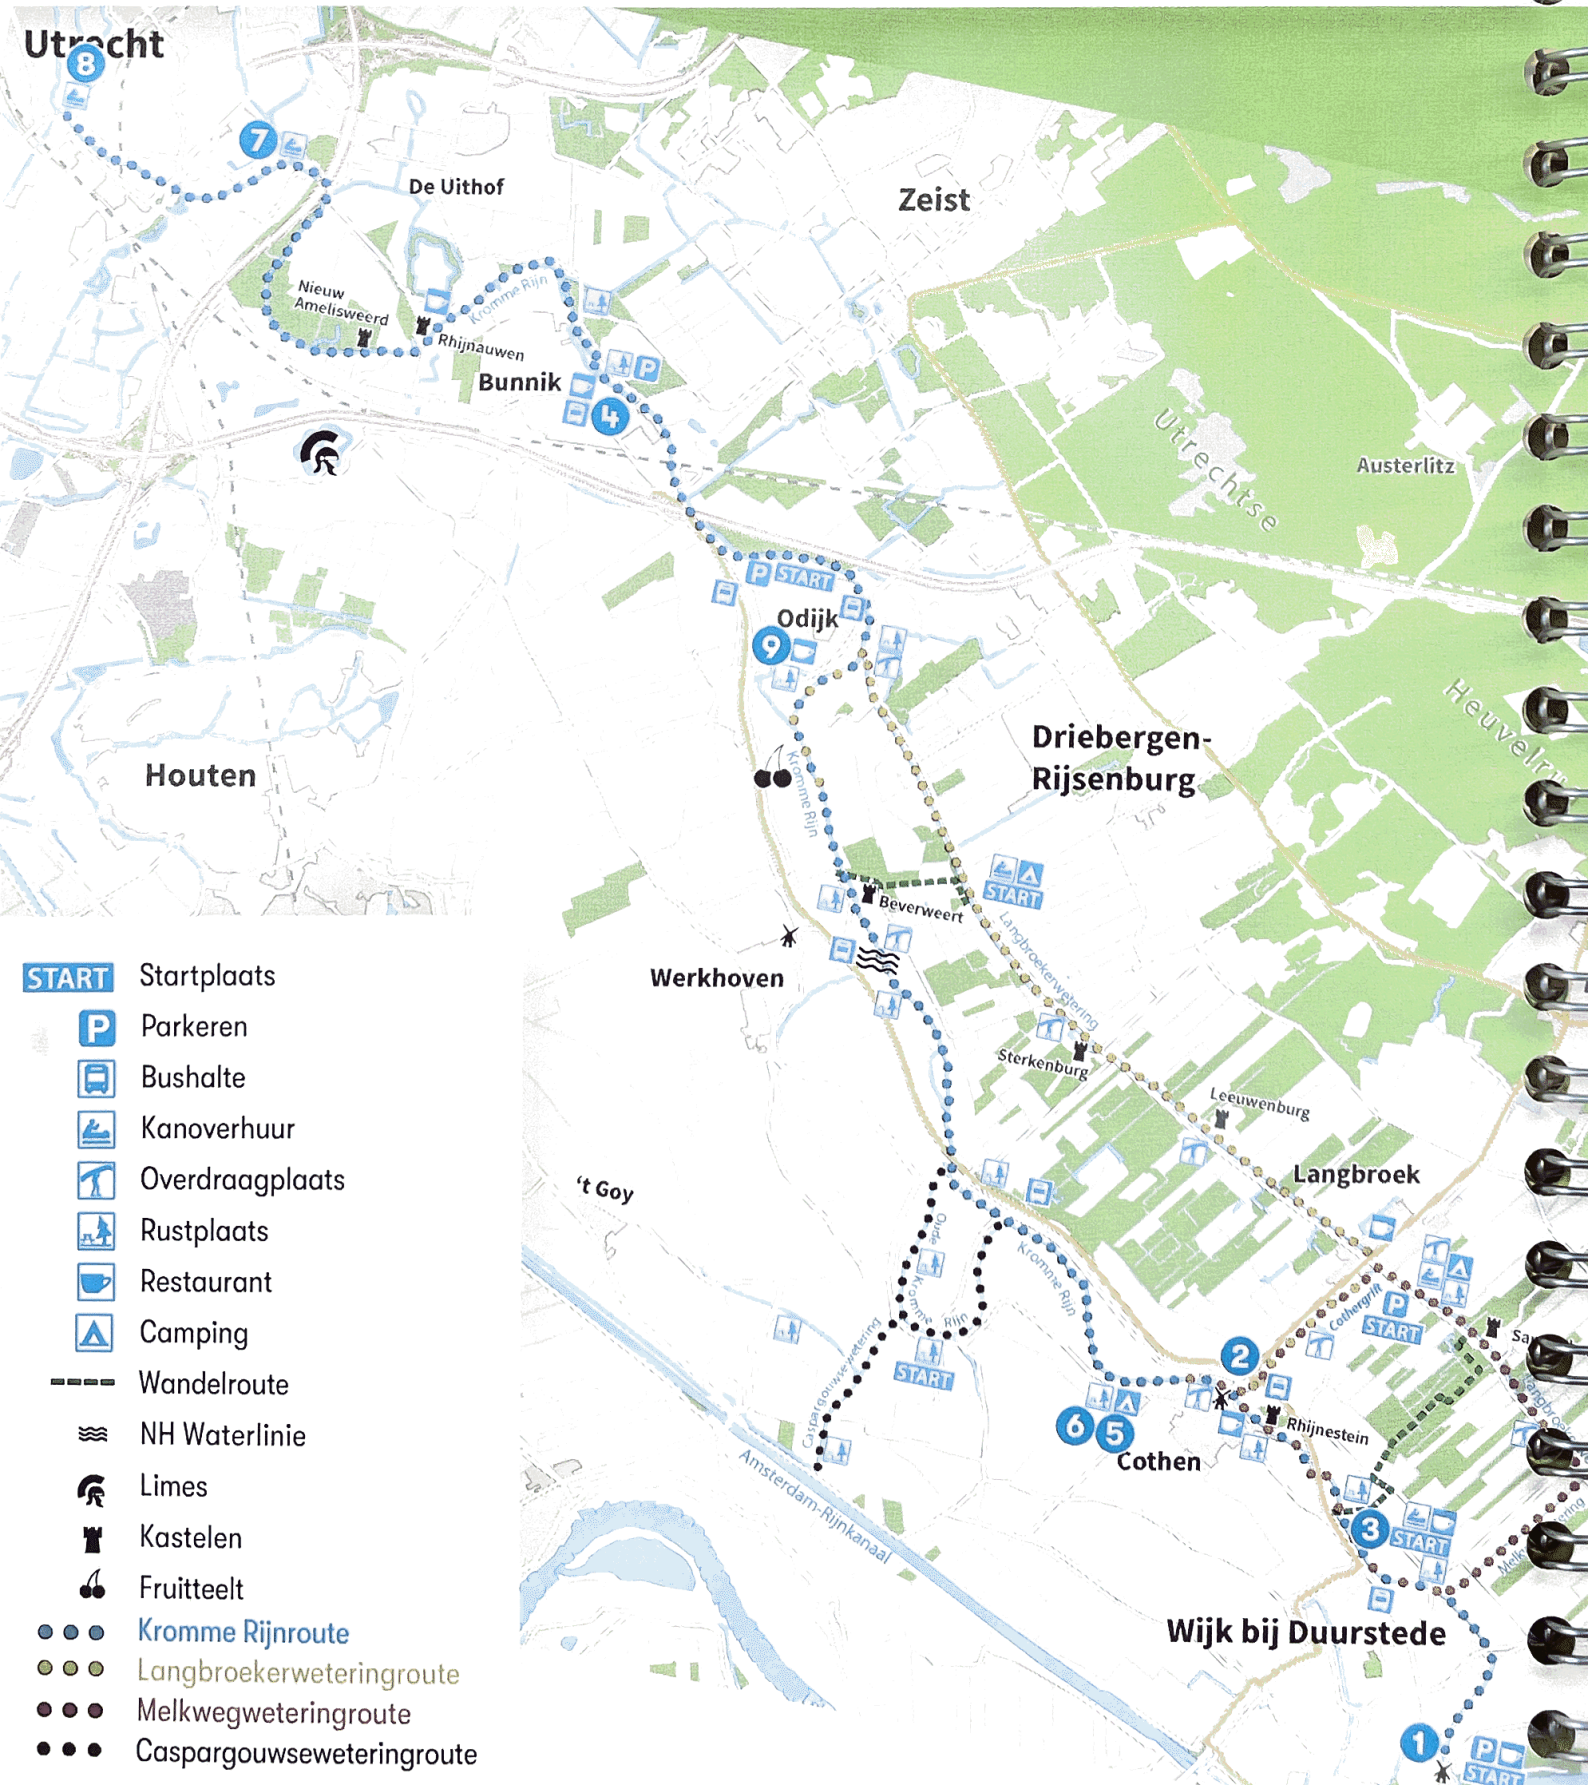 Utrecht
8
7
De Uithof
Zeist
Nieuw
Amelisweerd
Kromme Rijn
Rhijnauwen
Bunnik
P
4
Utrechtse
Austerlitz
P START
Odijk
9
Heuvelru
Houten
Driebergen-
Rijsenburg
Kromme Rijn
START
Beverweert
Langbroekerwetering
Werkhoven
Sterkenburg
Leeuwenburg
Langbroek
't Goy
Oude Kromme Rijn
Kromme Rijn
Cothergrift
P
START
Caspargouwsewetering
START
2
6
5
Cothen
Rhijnestein
Amsterdam-Rijnkanaal
3
START
Wijk bij Duurstede
1
P
START
START Startplaats
P Parkeren
Bushalte
Kanoverhuur
Overdraagplaats
Rustplaats
Restaurant
Camping
Wandelroute
NH Waterlinie
Limes
Kastelen
Fruitteelt
Kromme Rijnroute
Langbroekerweteringroute
Melkwegweteringroute
Caspargouwseweteringroute